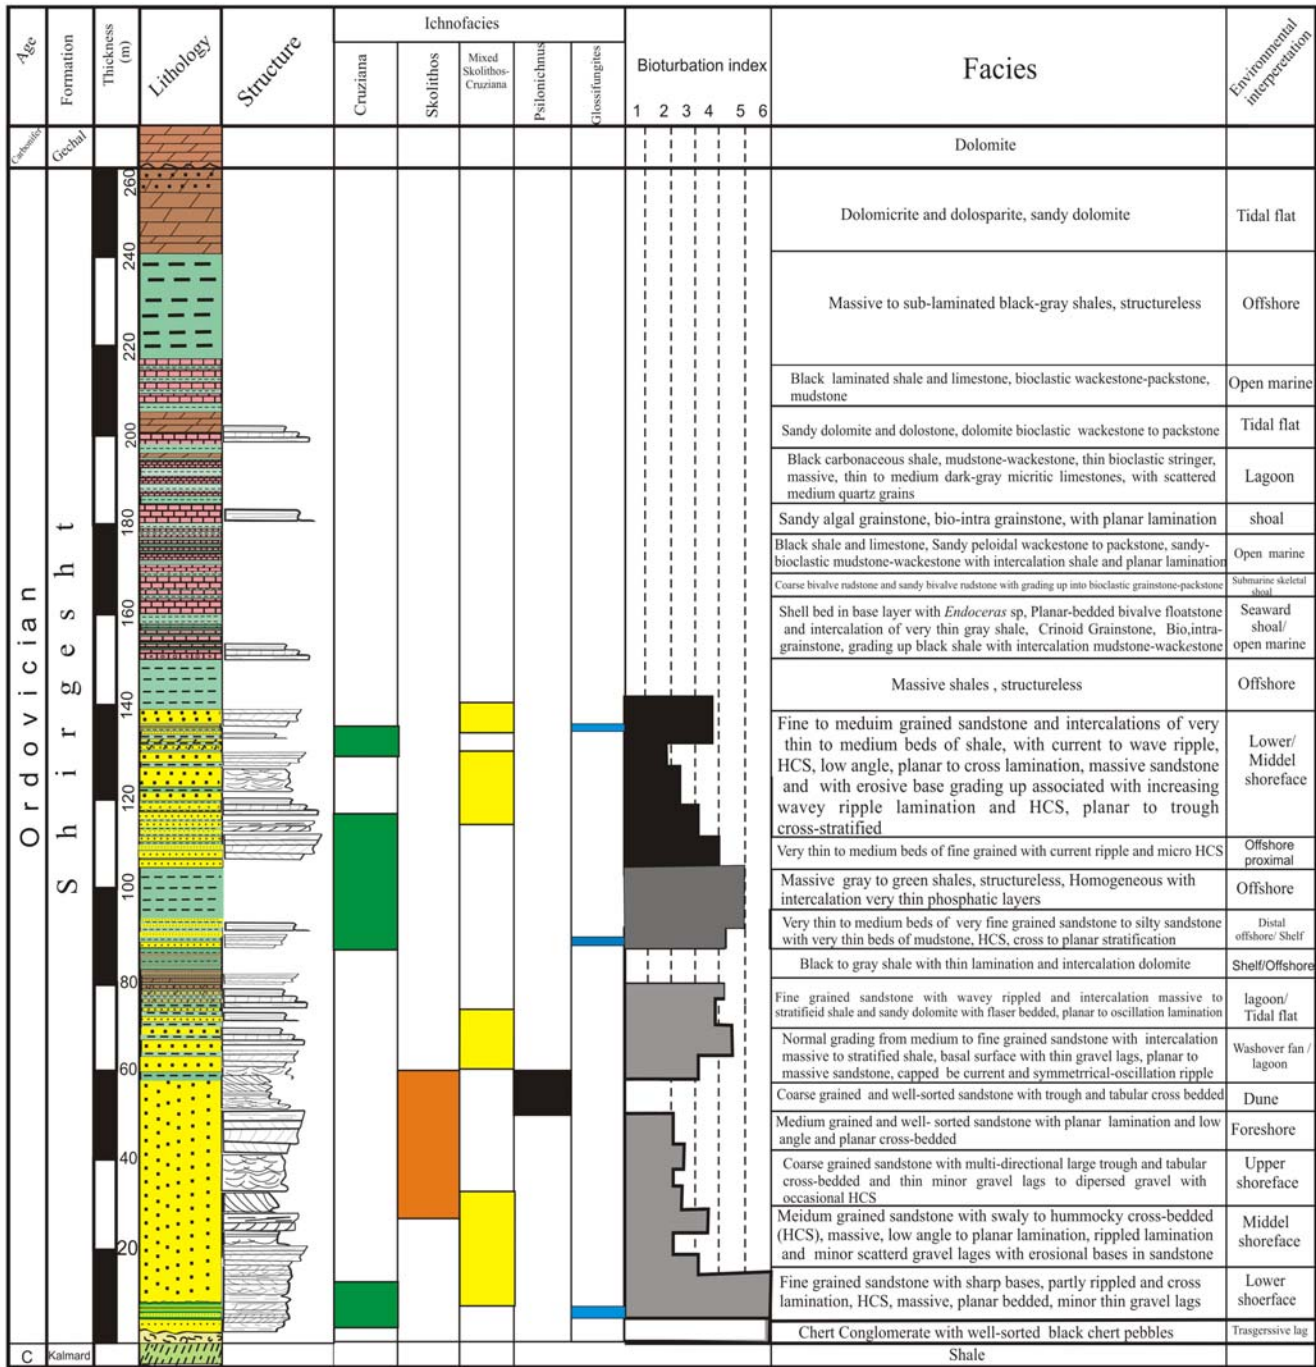 Age
Formation
Thickness
(m)
Lithology
Structure
Ichnofacies
Cruziana
Skolithos
Mixed
Skolithos-
Cruziana
Psilonichnus
Glossifungites
Bioturbation index
1 2 3 4 5 6
Facies
Environmental
interperetation
Carbonifer
Gechal
Dolomite
Ordovician
Shirgesht
260
240
220
200
180
160
140
120
100
80
60
40
20
Dolomicrite and dolosparite, sandy dolomite
Tidal flat
Massive to sub-laminated black-gray shales, structureless
Offshore
Black laminated shale and limestone, bioclastic wackestone-packstone,
mudstone
Open marine
Sandy dolomite and dolostone, dolomite bioclastic wackestone to packstone
Tidal flat
Black carbonaceous shale, mudstone-wackestone, thin bioclastic stringer,
massive, thin to medium dark-gray micritic limestones, with scattered
medium quartz grains
Lagoon
Sandy algal grainstone, bio-intra grainstone, with planar lamination
shoal
Black shale and limestone, Sandy peloidal wackestone to packstone, sandy-
bioclastic mudstone-wackestone with intercalation shale and planar lamination
Open marine
Coarse bivalve rudstone and sandy bivalve rudstone with grading up into bioclastic grainstone-packstone
Submarine skeletal
shoal
Shell bed in base layer with Endoceras sp, Planar-bedded bivalve floatstone
and intercalation of very thin gray shale, Crinoid Grainstone, Bio,intra-
grainstone, grading up black shale with intercalation mudstone-wackestone
Seaward
shoal/
open marine
Massive shales , structureless
Offshore
Fine to meduim grained sandstone and intercalations of very
thin to medium beds of shale, with current to wave ripple,
HCS, low angle, planar to cross lamination, massive sandstone
and with erosive base grading up associated with increasing
wavey ripple lamination and HCS, planar to trough
cross-stratified
Lower/
Middel
shoreface
Very thin to medium beds of fine grained with current ripple and micro HCS
Offshore
proximal
Massive gray to green shales, structureless, Homogeneous with
intercalation very thin phosphatic layers
Offshore
Very thin to medium beds of very fine grained sandstone to silty sandstone
with very thin beds of mudstone, HCS, cross to planar stratification
Distal
offshore/ Shelf
Black to gray shale with thin lamination and intercalation dolomite
Shelf/Offshore
Fine grained sandstone with wavey rippled and intercalation massive to
stratificid shale and sandy dolomite with flaser bedded, planar to oscillation lamination
lagoon/
Tidal flat
Normal grading from medium to fine grained sandstone with intercalation
massive to stratified shale, basal surface with thin gravel lags, planar to
massive sandstone, capped be current and symmetrrical-oscillation ripple
Washover fan /
lagoon
Coarse grained and well-sorted sandstone with trough and tabular cross bedded
Dune
Medium grained and well- sorted sandstone with planar lamination and low
angle and planar cross-bedded
Foreshore
Coarse grained sandstone with multi-directional large trough and tabular
cross-bedded and thin minor gravel lags to dipersed gravel with
occasional HCS
Upper
shoreface
Meidum grained sandstone with swaly to hummocky cross-bedded
(HCS), massive, low angle to planar lamination, rippled lamination
and minor scatterd gravel lages with erosional bases in sandstone
Middel
shoreface
Fine grained sandstone with sharp bases, partly rippled and cross
lamination, HCS, massive, planar bedded, minor thin gravel lags
Lower
shoerface
Chert Conglomerate with well-sorted black chert pebbles
Trasgerssive lag
C
Kalmard
Shale